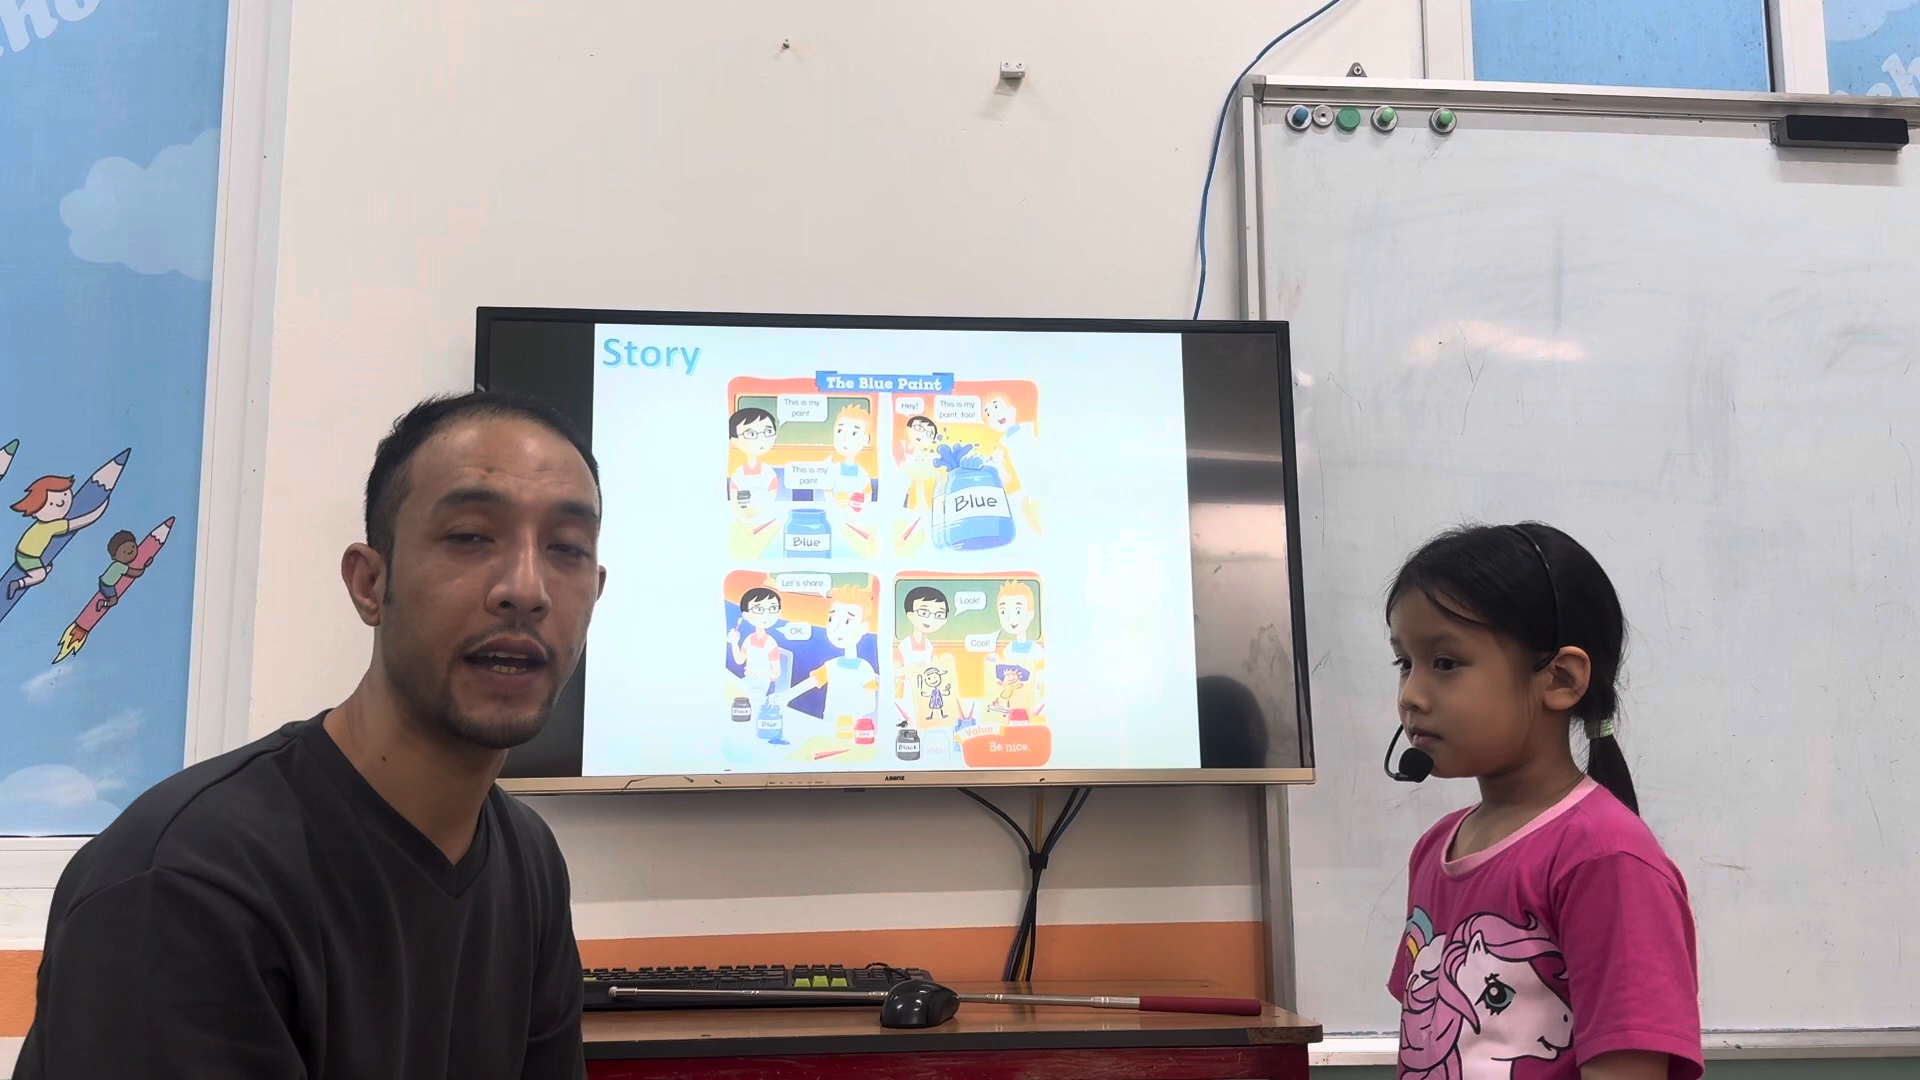 Story
The Blue Paint
This is my
paint.
This is my
paint.
Blue
Hey!
This is my
paint, too!
Blue
Let's share.
OK.
Black
Blue
Look!
Cool!
Black
Value
Be nice.